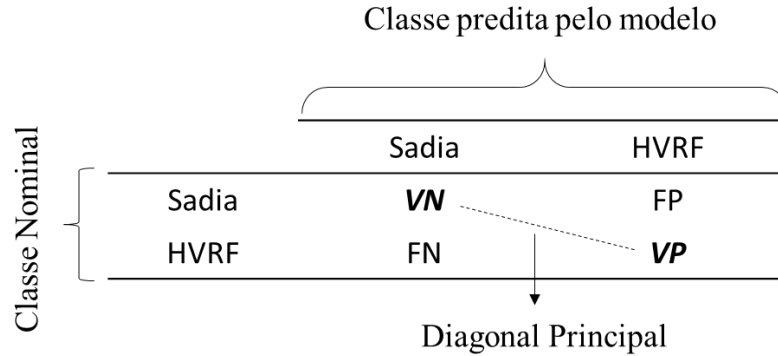 Classe predita pelo modelo
Sadia HVRF
Classe Nominal
Sadia VN FP
HVRF FN VP
Diagonal Principal